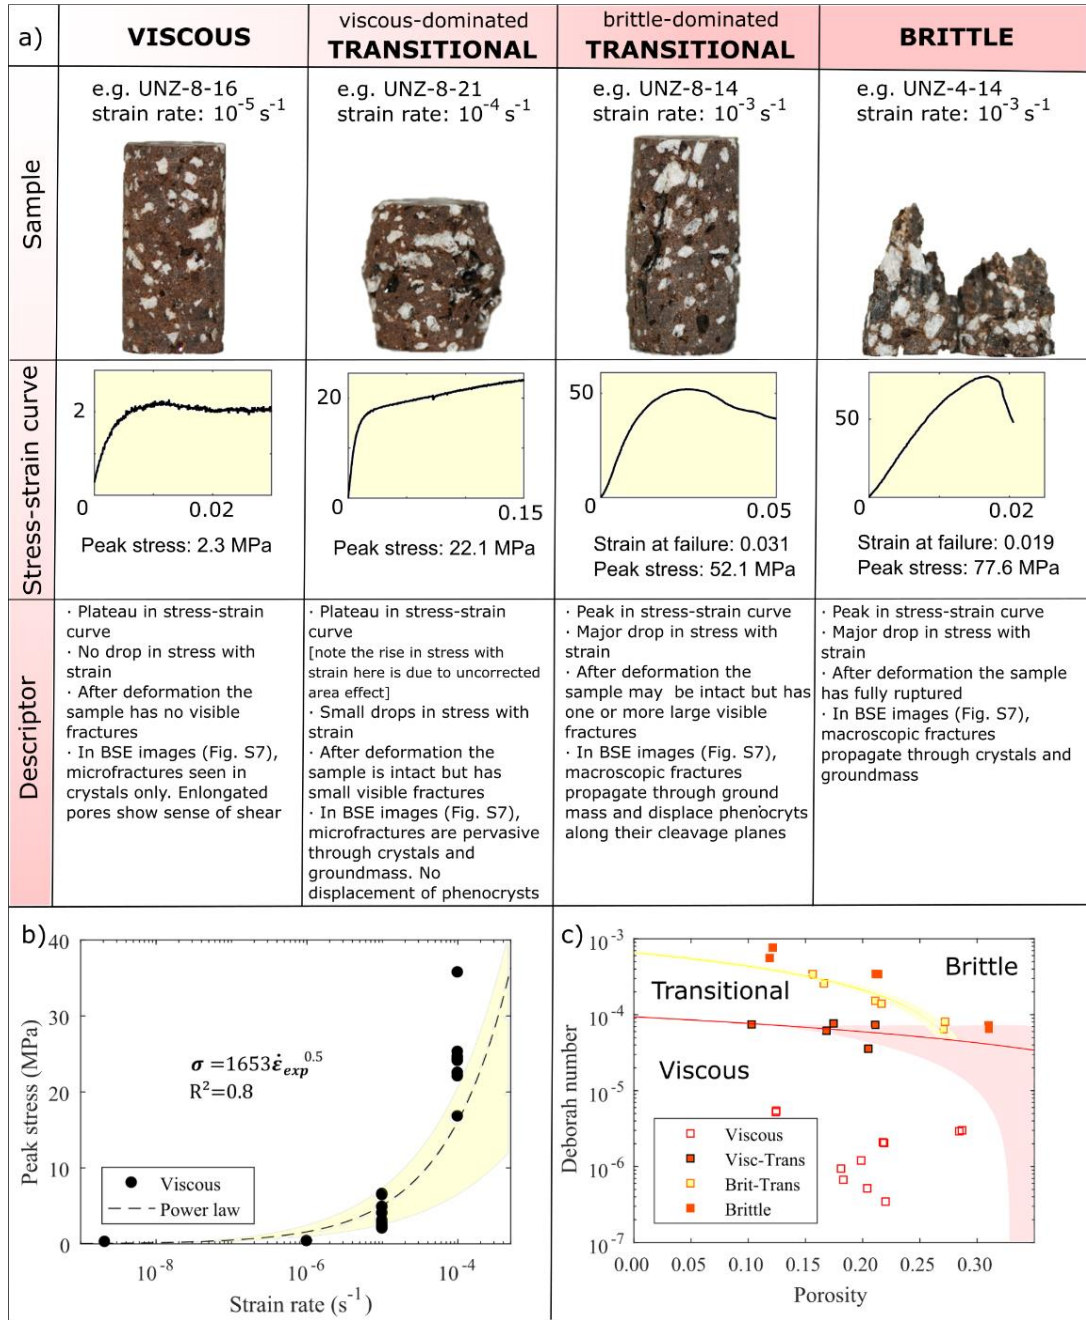 a)
VISCOUS
viscous-dominated
TRANSITIONAL
brittle-dominated
TRANSITIONAL
BRITTLE
Sample
e.g. UNZ-8-16
strain rate: 10⁻⁵ s⁻¹
e.g. UNZ-8-21
strain rate: 10⁻⁴ s⁻¹
e.g. UNZ-8-14
strain rate: 10⁻³ s⁻¹
e.g. UNZ-4-14
strain rate: 10⁻³ s⁻¹
Stress-strain curve
2
0
0
0.02
Peak stress: 2.3 MPa
20
0
0
0.15
Peak stress: 22.1 MPa
50
0
0
0.05
Strain at failure: 0.031
Peak stress: 52.1 MPa
50
0
0
0.02
Strain at failure: 0.019
Peak stress: 77.6 MPa
Descriptor
· Plateau in stress-strain
curve
· No drop in stress with
strain
· After deformation the
sample has no visible
fractures
· In BSE images (Fig. S7),
microfractures seen in
crystals only. Enlongated
pores show sense of shear
· Plateau in stress-strain
curve
[note the rise in stress with
strain here is due to uncorrected
area effect]
· Small drops in stress with
strain
· After deformation the
sample is intact but has
small visible fractures
· In BSE images (Fig. S7),
microfractures are pervasive
through crystals and
groundmass. No
displacement of phenocrysts
· Peak in stress-strain curve
· Major drop in stress with
strain
· After deformation the
sample may be intact but has
one or more large visible
fractures
· In BSE images (Fig. S7),
macroscopic fractures
propagate through ground
mass and displace phenocryts
along their cleavage planes
· Peak in stress-strain curve
· Major drop in stress with
strain
· After deformation the sample
has fully ruptured
· In BSE images (Fig. S7),
macroscopic fractures
propagate through crystals and
groundmass
b)
Peak stress (MPa)
40
30
20
10
0
σ = 1653ε̇exp^0.5
R²=0.8
Viscous
Power law
10⁻⁸
10⁻⁶
10⁻⁴
Strain rate (s⁻¹)
c)
Deborah number
10⁻³
10⁻⁴
10⁻⁵
10⁻⁶
10⁻⁷
Brittle
Transitional
Viscous
Viscous
Visc-Trans
Brit-Trans
Brittle
0.00
0.05
0.10
0.15
0.20
0.25
0.30
Porosity